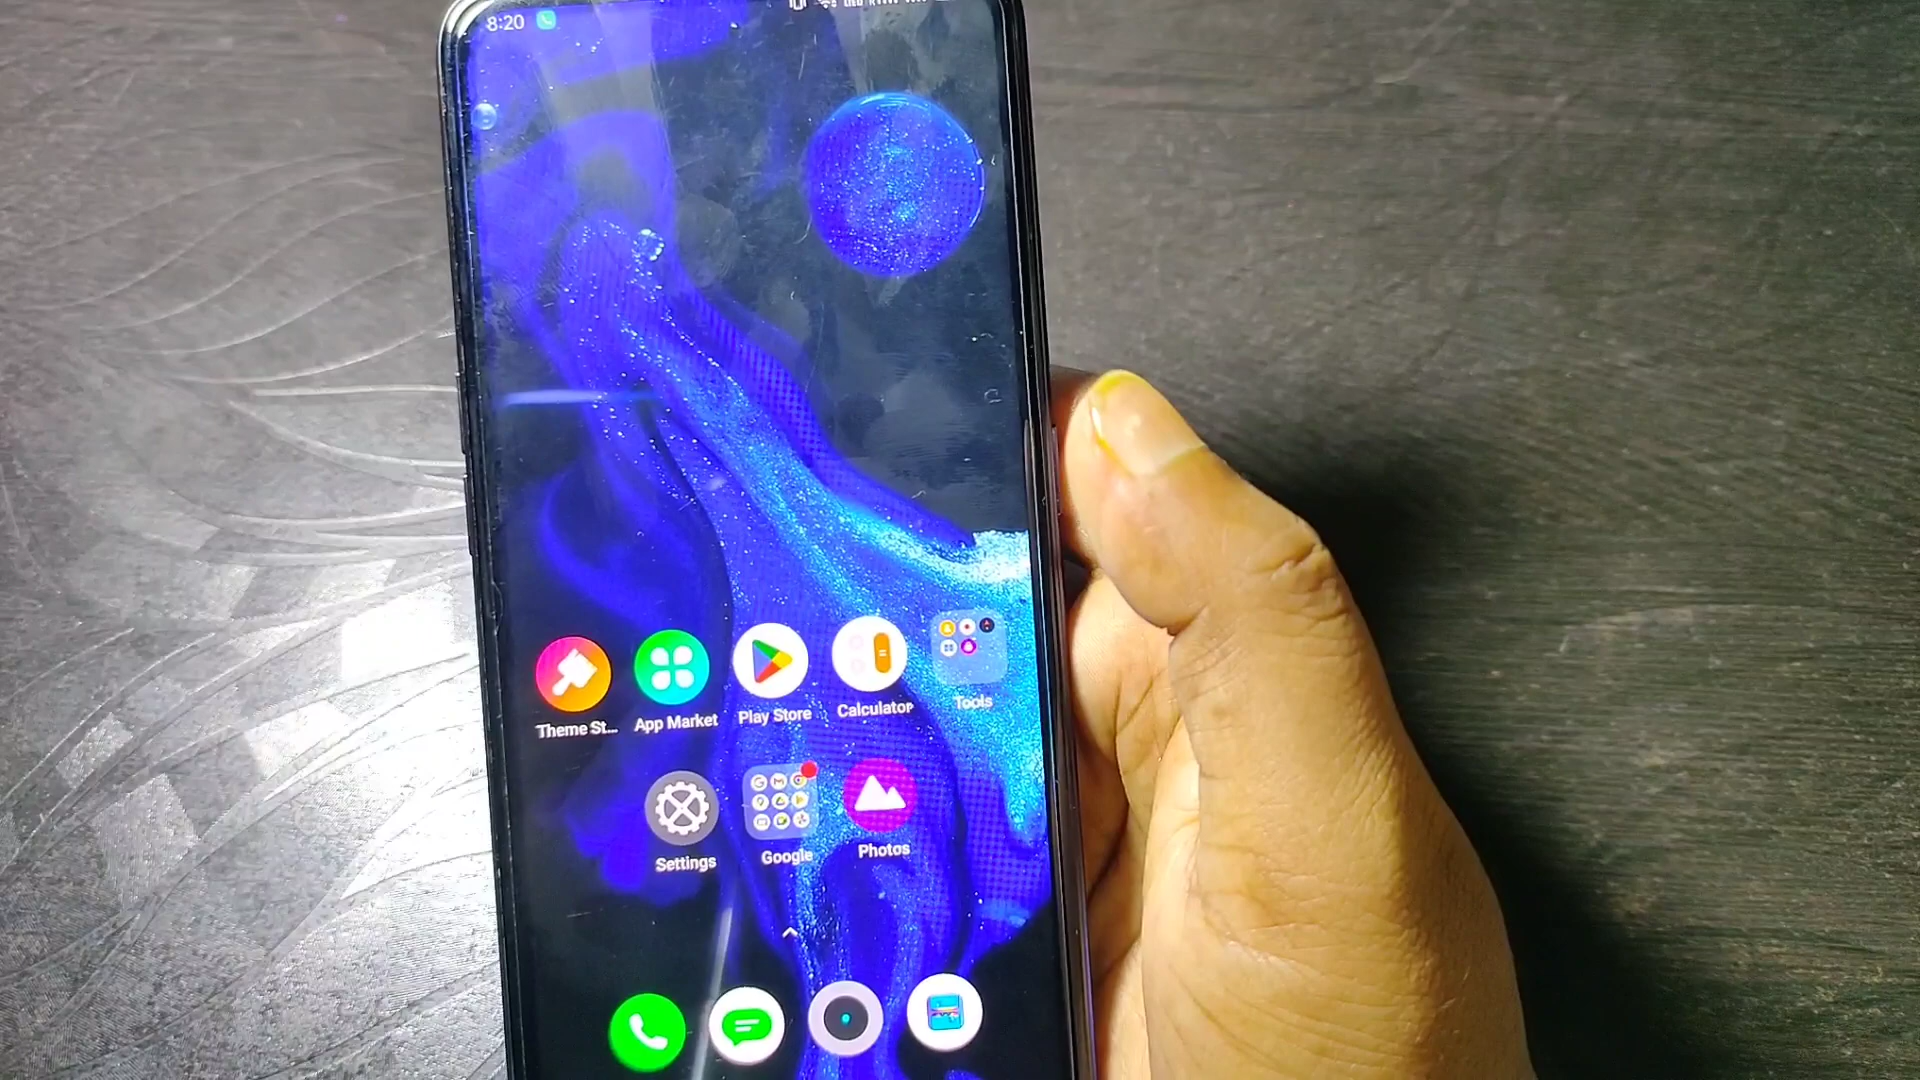 8:20
Theme St...
App Market
Play Store
Calculator
Tools
Settings
Google
Photos